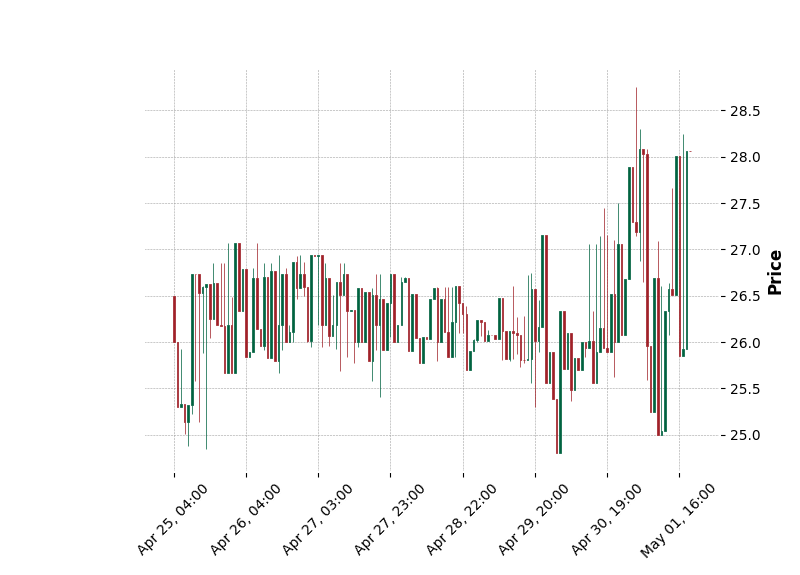 28.5
28.0
27.5
27.0
26.5
26.0
25.5
25.0
Price
Apr 25, 04:00
Apr 26, 04:00
Apr 27, 03:00
Apr 27, 23:00
Apr 28, 22:00
Apr 29, 20:00
Apr 30, 19:00
May 01, 16:00